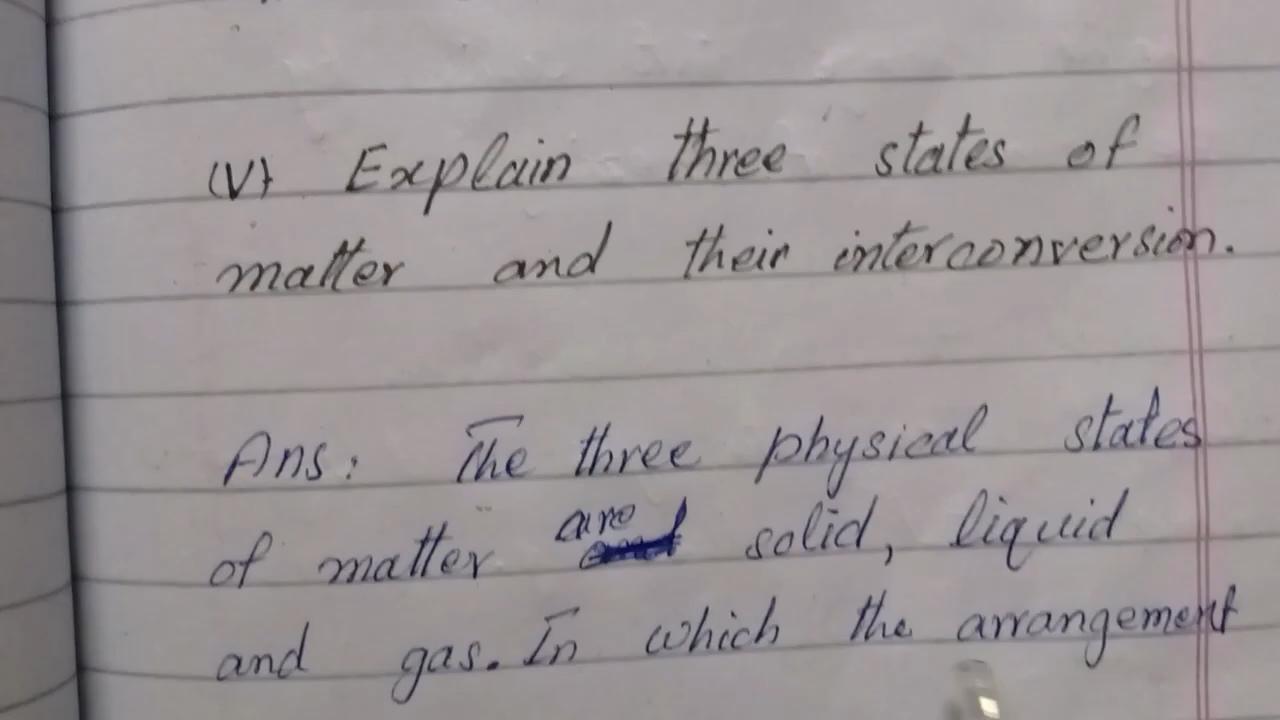 (V) Explain three states of
matter and their interconversion.
Ans: The three physical states
of matter are solid, liquid
and gas. In which the arrangement